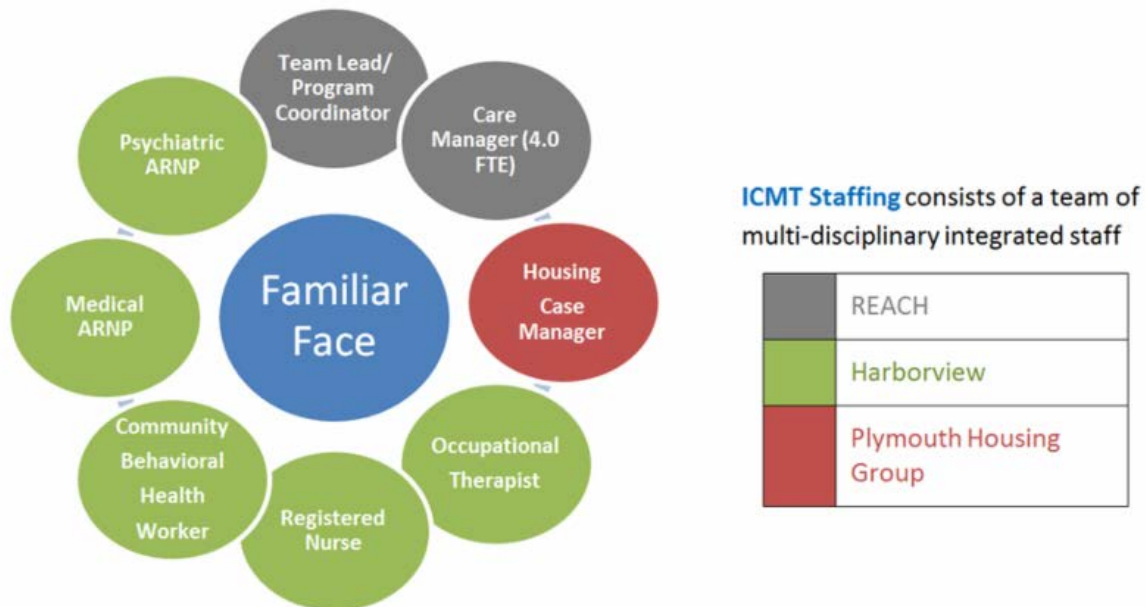 Team Lead/
Program
Coordinator
Care
Manager (4.0
FTE)
Psychiatric
ARNP
Housing
Case
Manager
Familiar
Face
Medical
ARNP
Occupational
Therapist
Community
Behavioral
Health
Worker
Registered
Nurse
ICMT Staffing consists of a team of
multi-disciplinary integrated staff
REACH
Harborview
Plymouth Housing
Group